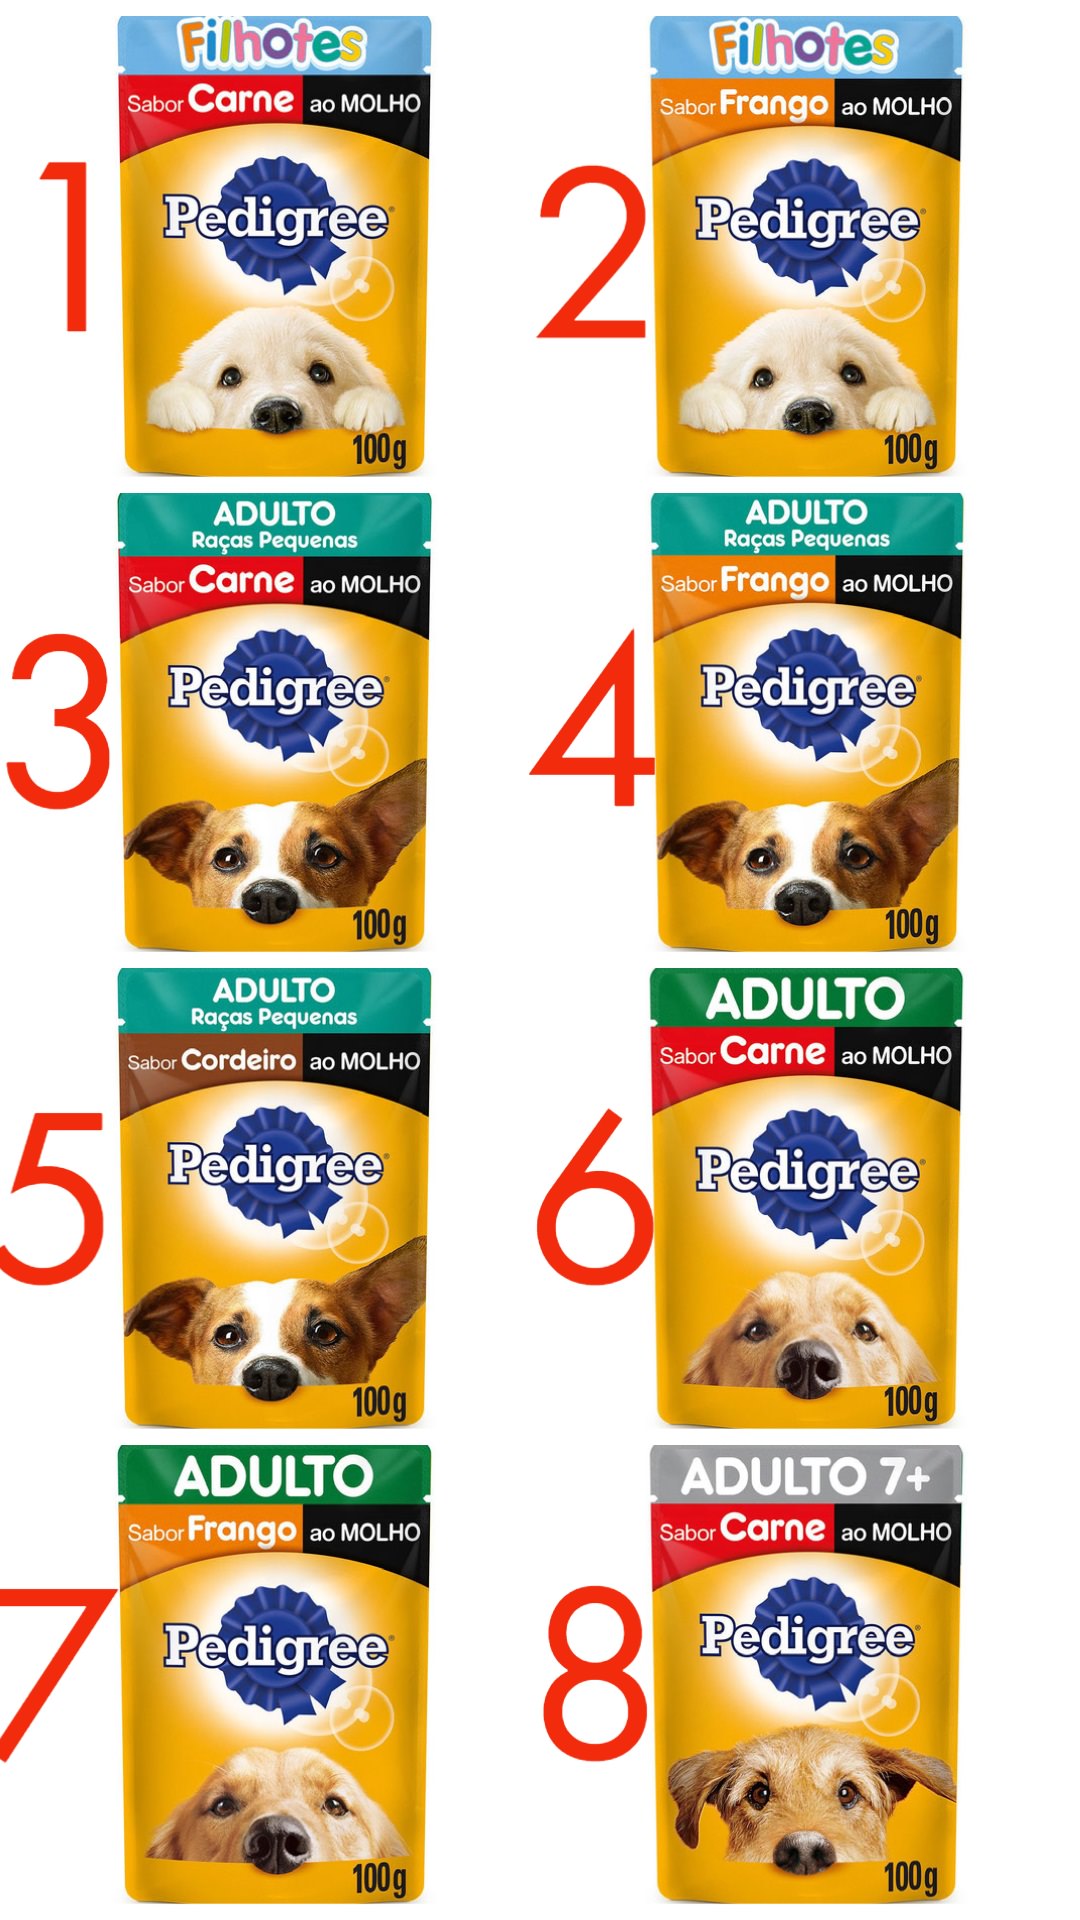 Filhotes
Sabor Carne ao MOLHO
1
Pedigree®
100g
Filhotes
Sabor Frango ao MOLHO
2
Pedigree®
100g
ADULTO
Raças Pequenas
Sabor Carne ao MOLHO
3
Pedigree®
100g
ADULTO
Raças Pequenas
Sabor Frango ao MOLHO
4
Pedigree®
100g
ADULTO
Raças Pequenas
Sabor Cordeiro ao MOLHO
5
Pedigree®
100g
ADULTO
Sabor Carne ao MOLHO
6
Pedigree®
100g
ADULTO
Sabor Frango ao MOLHO
7
Pedigree®
100g
ADULTO 7+
Sabor Carne ao MOLHO
8
Pedigree®
100g